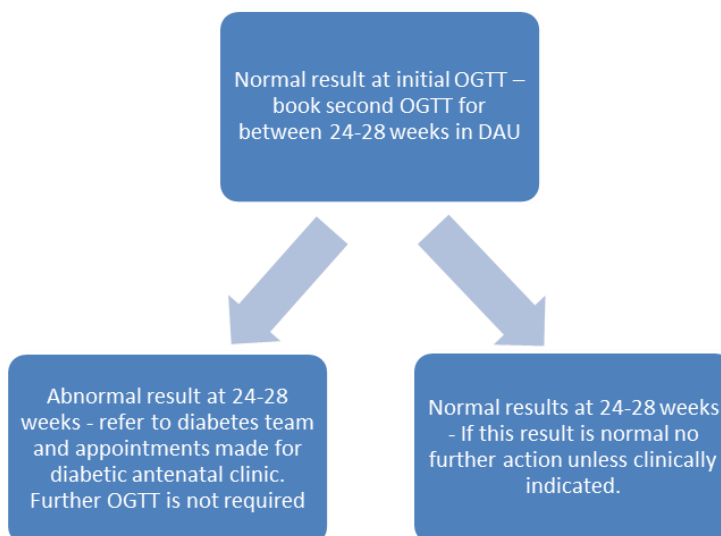 Normal result at initial OGTT –
book second OGTT for
between 24-28 weeks in DAU
Abnormal result at 24-28
weeks - refer to diabetes team
and appointments made for
diabetic antenatal clinic.
Further OGTT is not required
Normal results at 24-28 weeks
- If this result is normal no
further action unless clinically
indicated.